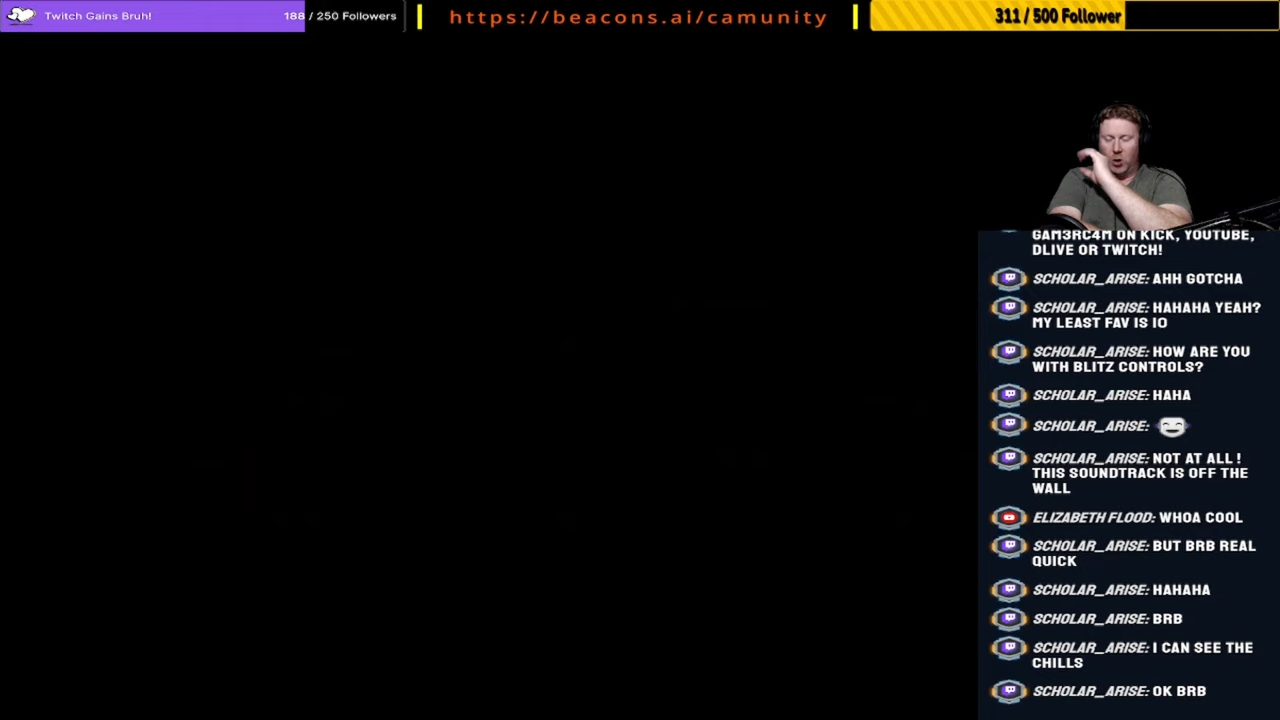 Twitch Gains Bruh! 188 / 250 Followers
https://beacons.ai/camunity
311 / 500 Follower
GAM3RC4M ON KICK, YOUTUBE,
DLIVE OR TWITCH!
SCHOLAR_ARISE: AHH GOTCHA
SCHOLAR_ARISE: HAHAHA YEAH?
MY LEAST FAV IS IO
SCHOLAR_ARISE: HOW ARE YOU
WITH BLITZ CONTROLS?
SCHOLAR_ARISE: HAHA
SCHOLAR_ARISE:
SCHOLAR_ARISE: NOT AT ALL !
THIS SOUNDTRACK IS OFF THE
WALL
ELIZABETH FLOOD: WHOA COOL
SCHOLAR_ARISE: BUT BRB REAL
QUICK
SCHOLAR_ARISE: HAHAHA
SCHOLAR_ARISE: BRB
SCHOLAR_ARISE: I CAN SEE THE
CHILLS
SCHOLAR_ARISE: OK BRB